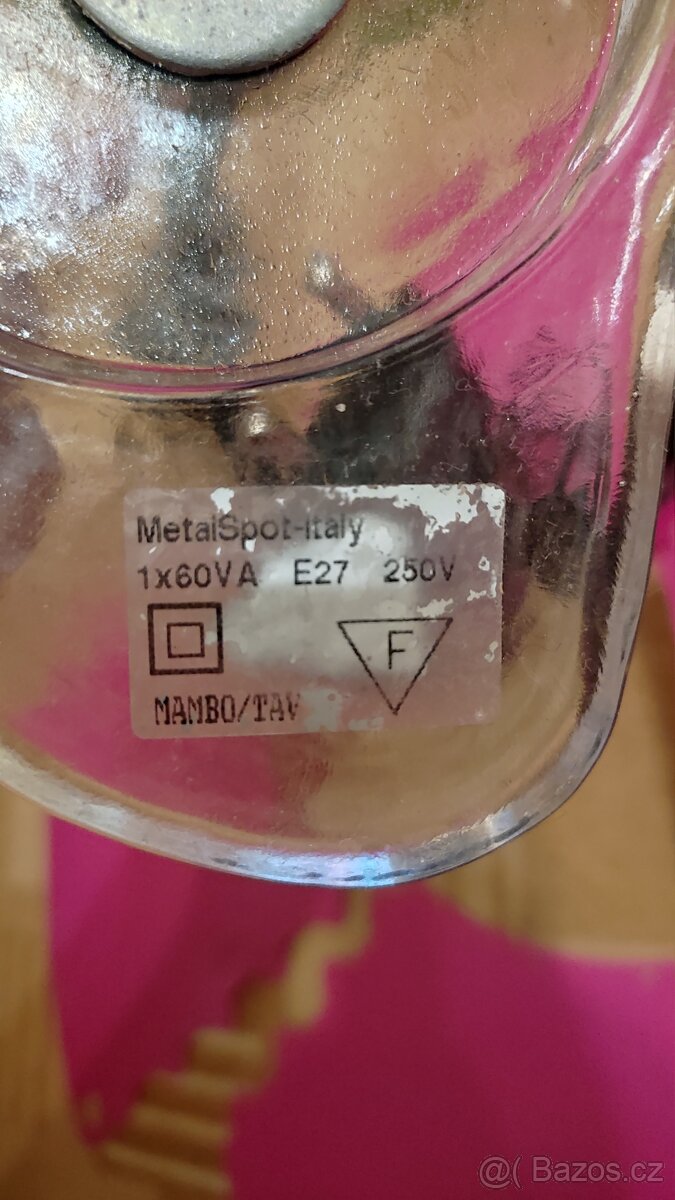 MetalSpot-Italy
1x60VA E27 250V
F
MAMBO/TAV
@( Bazos.cz